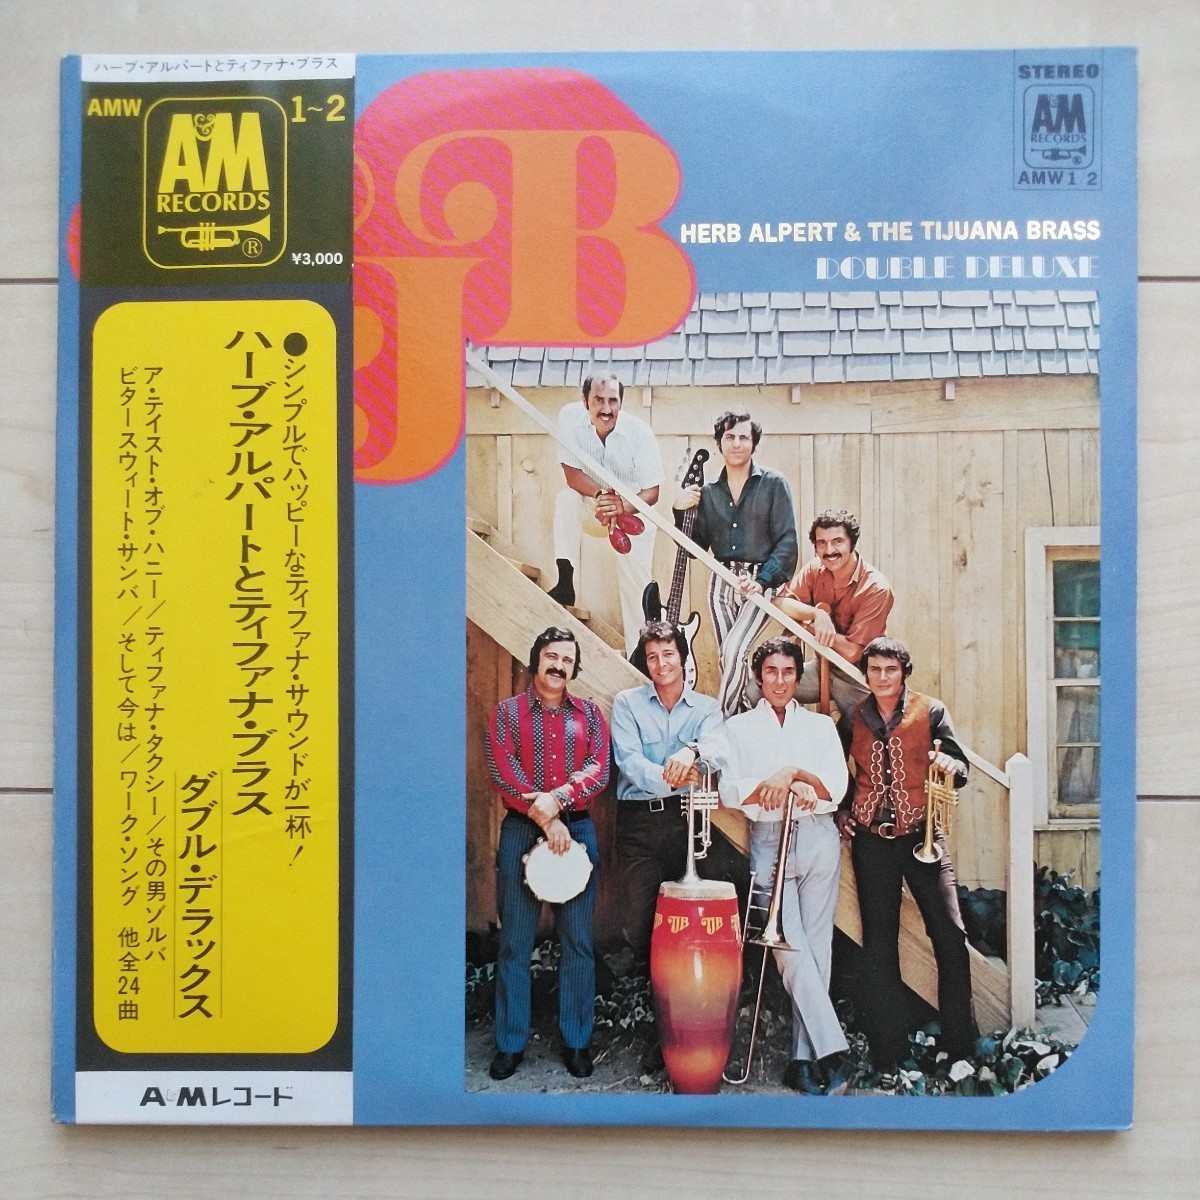 ハーブ・アルパートとティファナ・ブラス
AMW 1~2
A&M
RECORDS
®
¥3,000
●シンプルでハッピーなティファナ・サウンドが一杯!
ハーブ・アルパートとティファナ・ブラス
ダブル・デラックス
ア・テイスト・オブ・ハニー/ティファナ・タクシー/その男ゾルバ
ビタースウィート・サンバ/そして今は/ワーク・ソング 他全24曲
A&Mレコード
JB
STEREO
A&M
RECORDS
®
AMW 1/2
HERB ALPERT & THE TIJUANA BRASS
DOUBLE DELUXE
TJB TJB